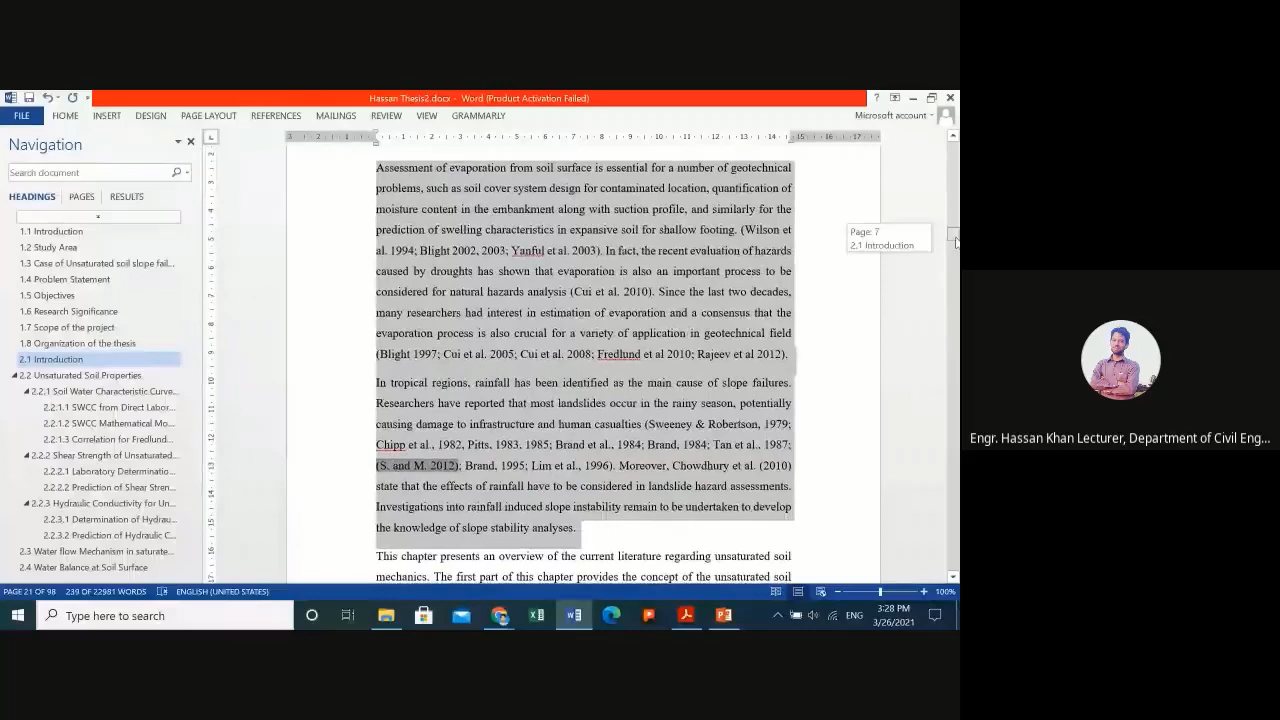 Hassan Thesis2.docx - Word (Product Activation Failed)
FILE HOME INSERT DESIGN PAGE LAYOUT REFERENCES MAILINGS REVIEW VIEW GRAMMARLY Microsoft account
Navigation
Search document
HEADINGS PAGES RESULTS
1.1 Introduction
1.2 Study Area
1.3 Case of Unsaturated soil slope fail...
1.4 Problem Statement
1.5 Objectives
1.6 Research Significance
1.7 Scope of the project
1.8 Organization of the thesis
2.1 Introduction
2.2 Unsaturated Soil Properties
2.2.1 Soil Water Characteristic Curve...
2.2.1.1 SWCC from Direct Labor...
2.2.1.2 SWCC Mathematical Mo...
2.2.1.3 Correlation for Fredlund...
2.2.2 Shear Strength of Unsaturated...
2.2.2.1 Laboratory Determinatio...
2.2.2.2 Prediction of Shear Stren...
2.2.3 Hydraulic Conductivity for Un...
2.2.3.1 Determination of Hydrau...
2.2.3.2 Prediction of Hydraulic C...
2.3 Water flow Mechanism in saturate...
2.4 Water Balance at Soil Surface
3 2 1 1 2 3 4 5 6 7 8 9 10 11 12 13 14 15 16 17
Assessment of evaporation from soil surface is essential for a number of geotechnical
problems, such as soil cover system design for contaminated location, quantification of
moisture content in the embankment along with suction profile, and similarly for the
prediction of swelling characteristics in expansive soil for shallow footing. (Wilson et
al. 1994; Blight 2002, 2003; Yanful et al. 2003). In fact, the recent evaluation of hazards
caused by droughts has shown that evaporation is also an important process to be
considered for natural hazards analysis (Cui et al. 2010). Since the last two decades,
many researchers had interest in estimation of evaporation and a consensus that the
evaporation process is also crucial for a variety of application in geotechnical field
(Blight 1997; Cui et al. 2005; Cui et al. 2008; Fredlund et al 2010; Rajeev et al 2012).
In tropical regions, rainfall has been identified as the main cause of slope failures.
Researchers have reported that most landslides occur in the rainy season, potentially
causing damage to infrastructure and human casualties (Sweeney & Robertson, 1979;
Chipp et al., 1982, Pitts, 1983, 1985; Brand et al., 1984; Brand, 1984; Tan et al., 1987;
(S. and M. 2012); Brand, 1995; Lim et al., 1996). Moreover, Chowdhury et al. (2010)
state that the effects of rainfall have to be considered in landslide hazard assessments.
Investigations into rainfall induced slope instability remain to be undertaken to develop
the knowledge of slope stability analyses.
This chapter presents an overview of the current literature regarding unsaturated soil
mechanics. The first part of this chapter provides the concept of the unsaturated soil
Page: 7
2.1 Introduction
Engr. Hassan Khan Lecturer, Department of Civil Eng...
PAGE 21 OF 98 239 OF 22981 WORDS ENGLISH (UNITED STATES) 100%
Type here to search
ENG
3:28 PM
3/26/2021